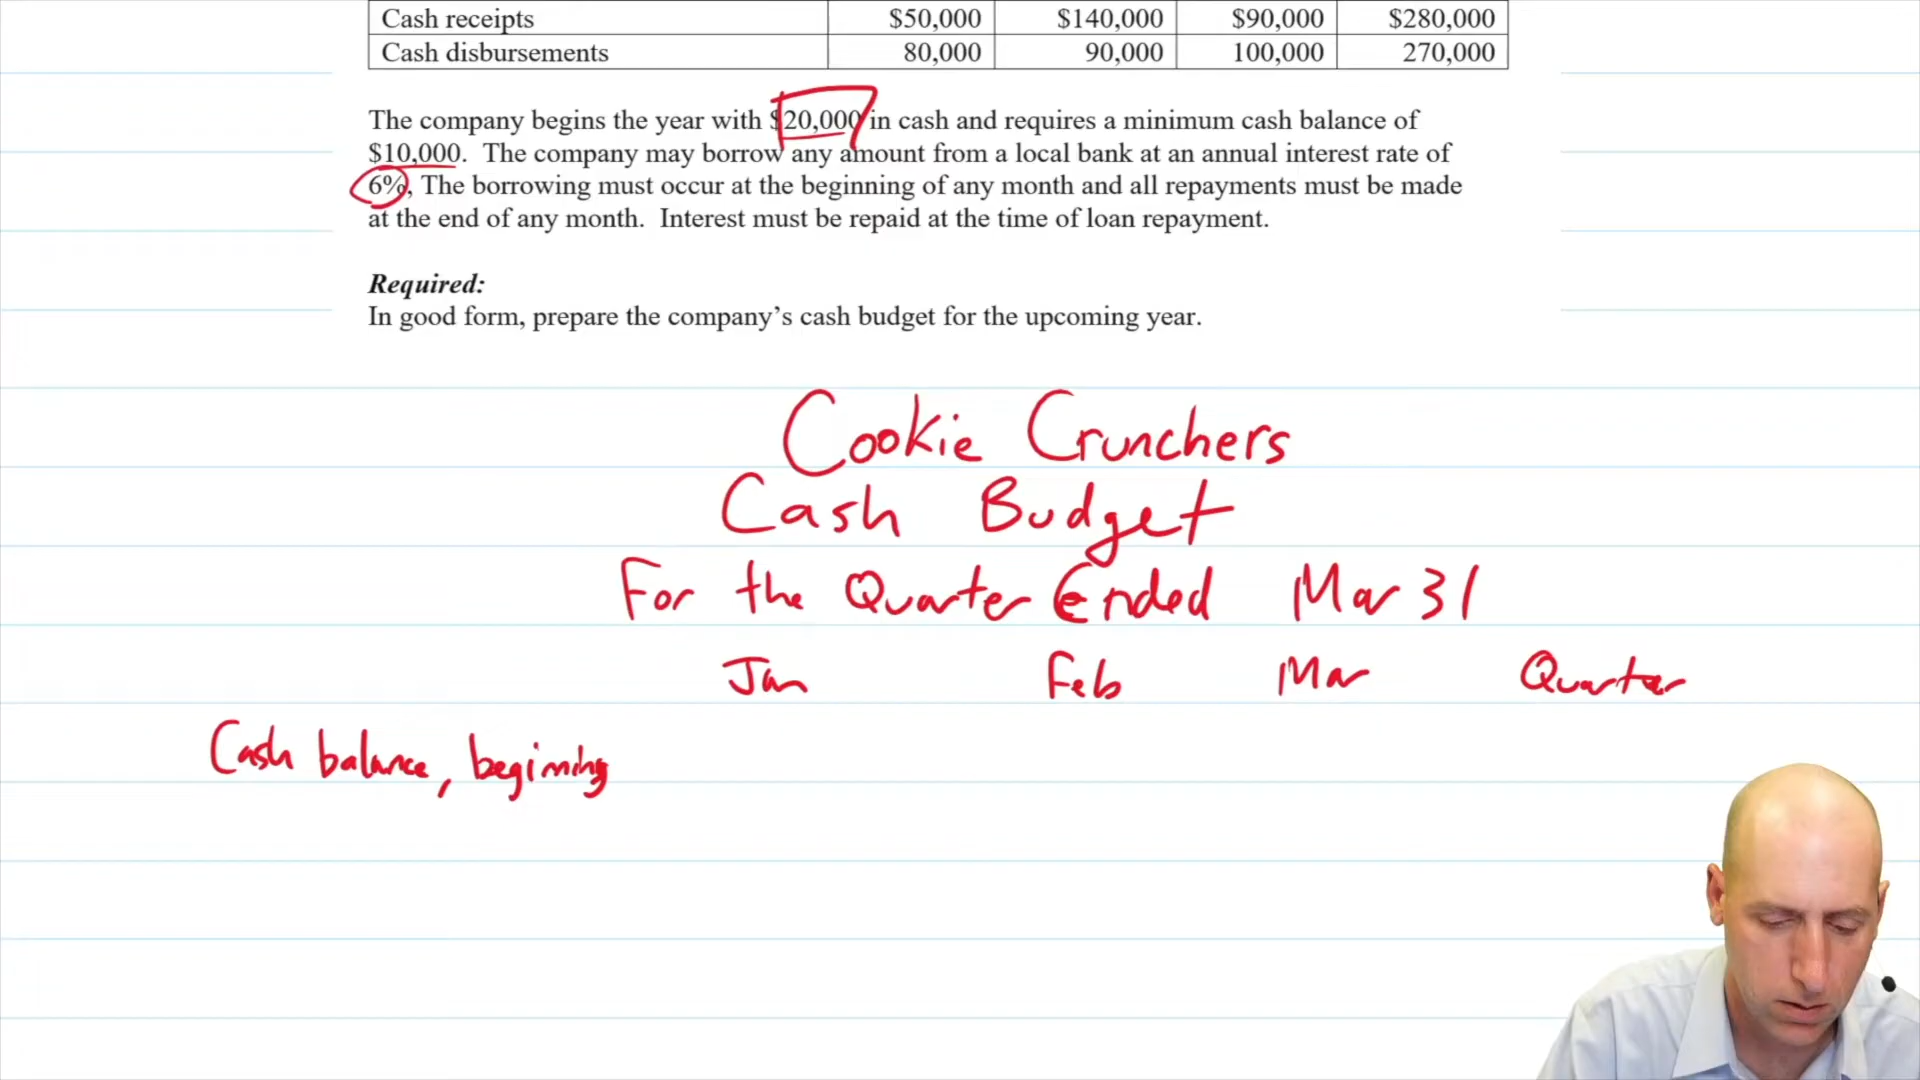 Cash receipts $50,000 $140,000 $90,000 $280,000
Cash disbursements 80,000 90,000 100,000 270,000
The company begins the year with $20,000 in cash and requires a minimum cash balance of
$10,000. The company may borrow any amount from a local bank at an annual interest rate of
6%. The borrowing must occur at the beginning of any month and all repayments must be made
at the end of any month. Interest must be repaid at the time of loan repayment.
Required:
In good form, prepare the company's cash budget for the upcoming year.
Cookie Crunchers
Cash Budget
For the Quarter Ended Mar 31
Jan Feb Mar Quarter
Cash balance, begining